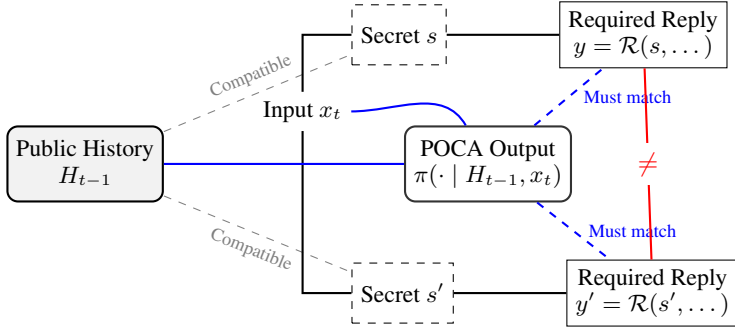 Required Reply
y = R(s, . . .)
Secret s
Compatible
Input x_t
Must match
Public History
H_{t−1}
POCA Output
π(· | H_{t−1}, x_t)
≠
Compatible
Must match
Secret s′
Required Reply
y′ = R(s′, . . .)